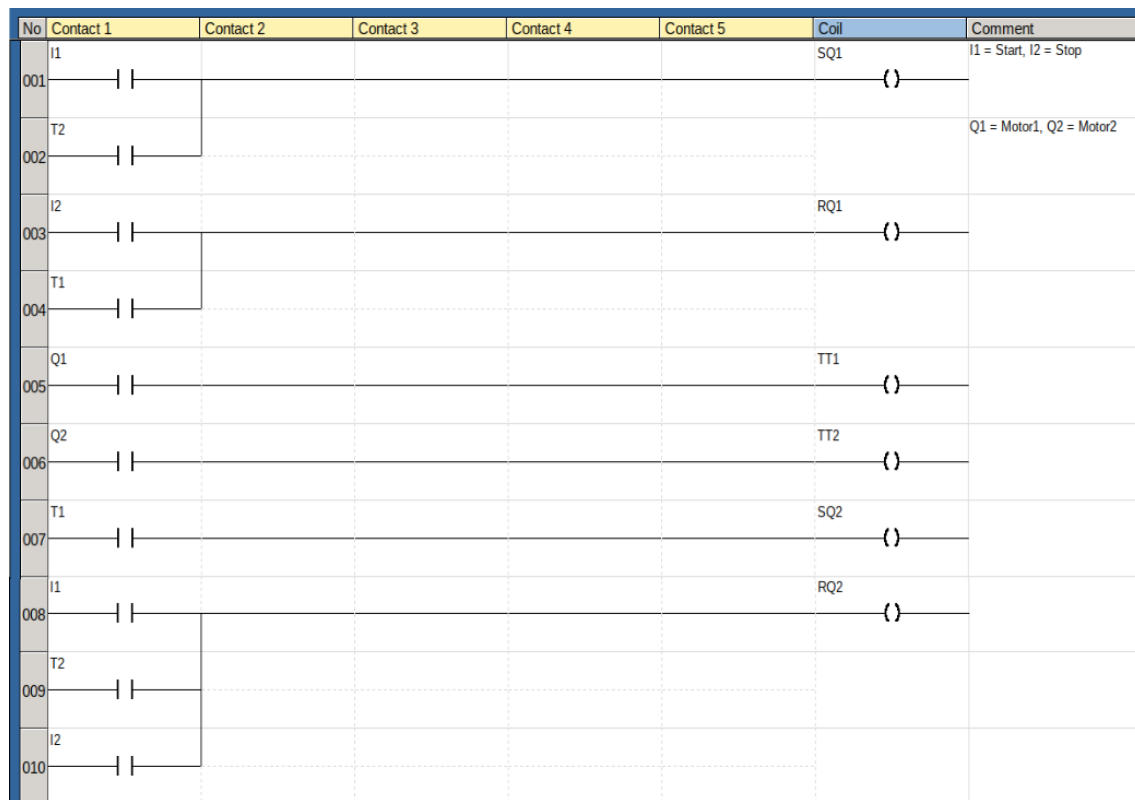 No Contact 1 Contact 2 Contact 3 Contact 4 Contact 5 Coil Comment
I1 SQ1 I1 = Start, I2 = Stop
001
T2 Q1 = Motor1, Q2 = Motor2
002
I2 RQ1
003
T1
004
Q1 TT1
005
Q2 TT2
006
T1 SQ2
007
I1 RQ2
008
T2
009
I2
010